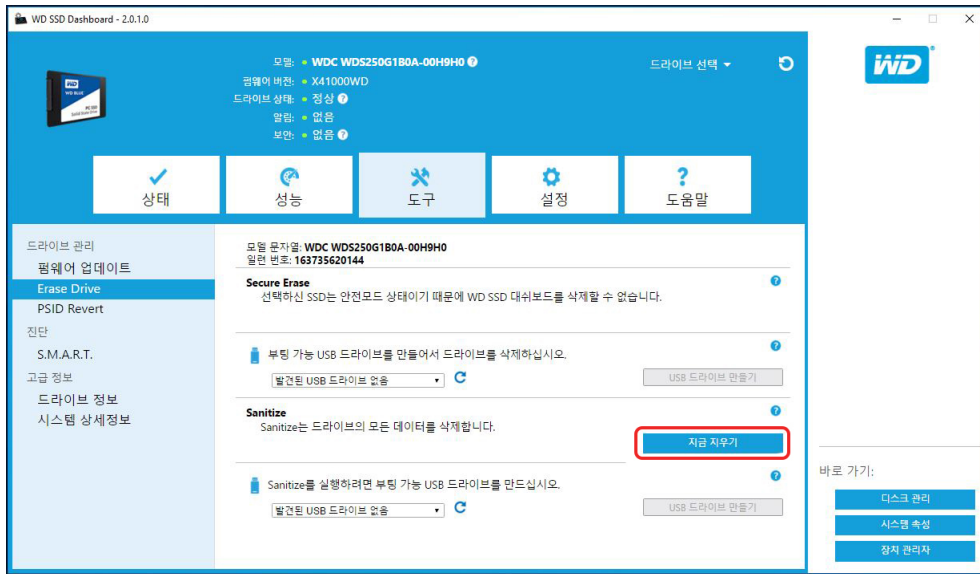 WD SSD Dashboard - 2.0.1.0
모델: WDC WDS250G1B0A-00H9H0
펌웨어 버전: X41000WD
드라이브 상태: 정상
알림: 없음
보안: 없음
드라이브 선택
WD
WD BLUE
상태
성능
도구
설정
도움말
드라이브 관리
펌웨어 업데이트
Erase Drive
PSID Revert
진단
S.M.A.R.T.
고급 정보
드라이브 정보
시스템 상세정보
모델 문자열: WDC WDS250G1B0A-00H9H0
일련 번호: 163735620144
Secure Erase
선택하신 SSD는 안전모드 상태이기 때문에 WD SSD 대쉬보드를 삭제할 수 없습니다.
부팅 가능 USB 드라이브를 만들어서 드라이브를 삭제하십시오.
발견된 USB 드라이브 없음
USB 드라이브 만들기
Sanitize
Sanitize는 드라이브의 모든 데이터를 삭제합니다.
지금 지우기
Sanitize를 실행하려면 부팅 가능 USB 드라이브를 만드십시오.
발견된 USB 드라이브 없음
USB 드라이브 만들기
바로 가기:
디스크 관리
시스템 속성
장치 관리자